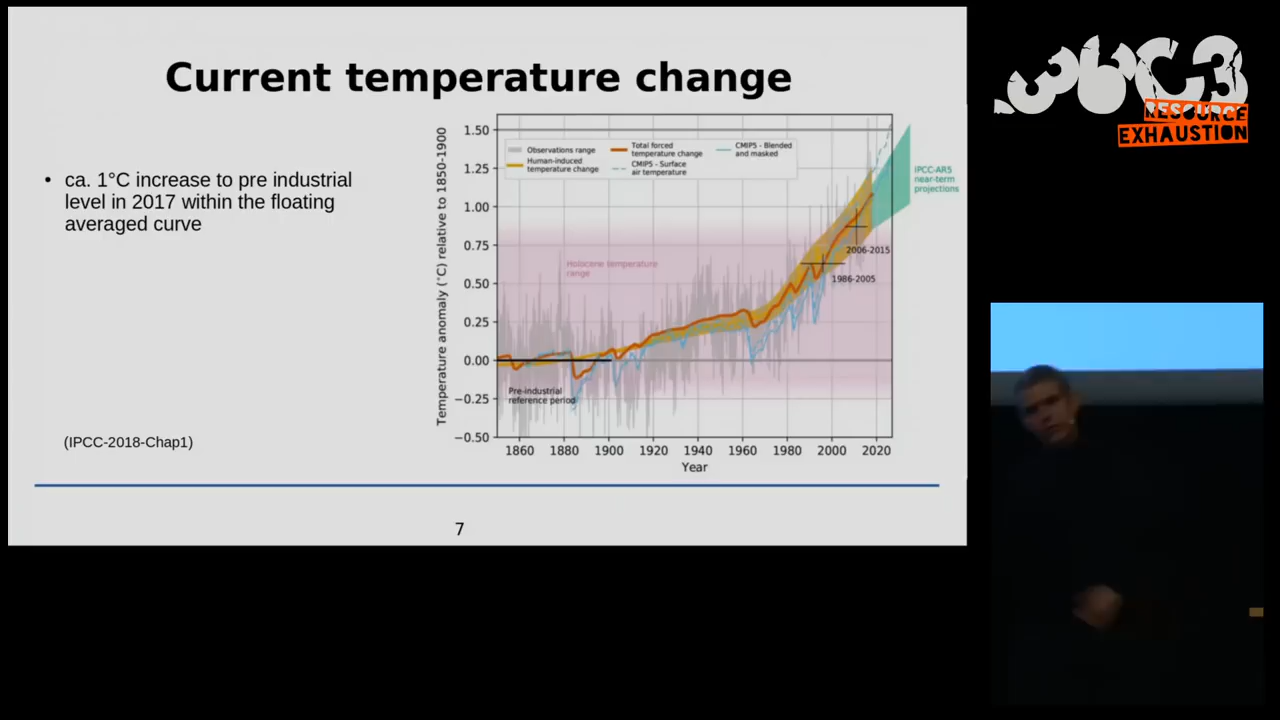 Current temperature change
• ca. 1°C increase to pre industrial
level in 2017 within the floating
averaged curve
(IPCC-2018-Chap1)
Temperature anomaly (°C) relative to 1850-1900
1.50
1.25
1.00
0.75
0.50
0.25
0.00
−0.25
−0.50
Observations range
Human-induced
temperature change
Total forced
temperature change
CMIP5 - Surface
air temperature
CMIP5 - Blended
and masked
IPCC-AR5
near-term
projections
Holocene temperature
range
2006-2015
1986-2005
Pre-industrial
reference period
1860 1880 1900 1920 1940 1960 1980 2000 2020
Year
7
36C3
RESOURCE
EXHAUSTION